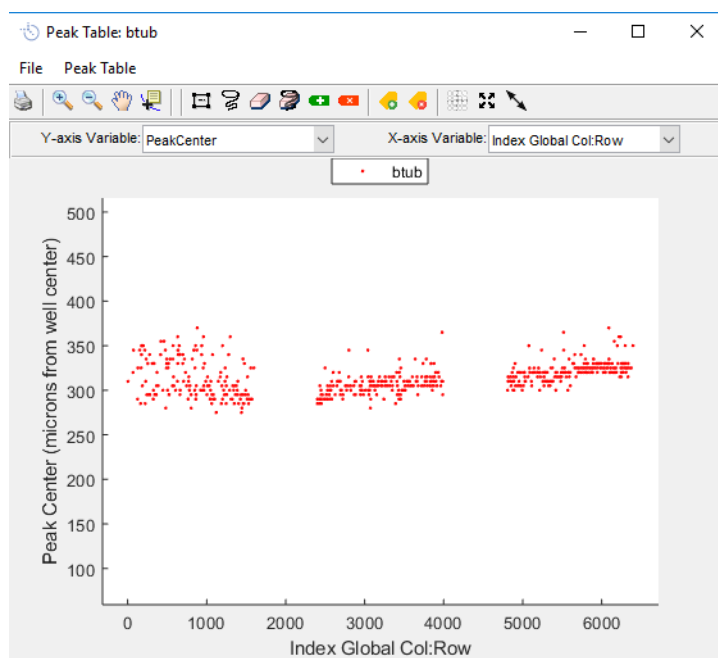 Peak Table: btub
File Peak Table
Y-axis Variable: PeakCenter X-axis Variable: Index Global Col:Row
btub
500
450
400
350
300
250
200
150
100
Peak Center (microns from well center)
0 1000 2000 3000 4000 5000 6000
Index Global Col:Row